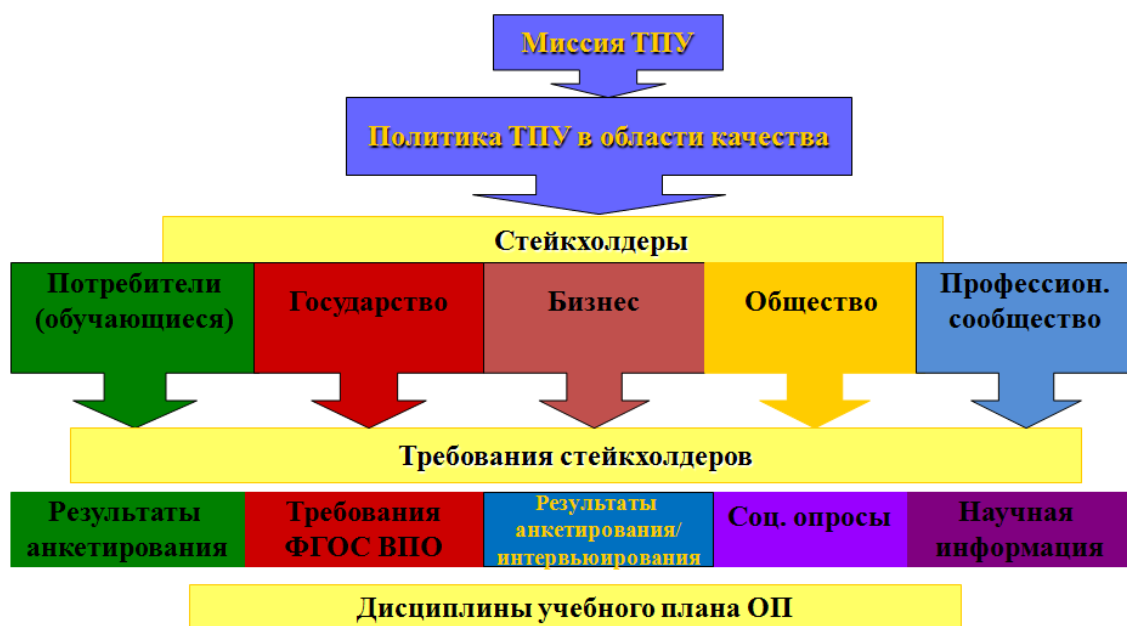 Миссия ТПУ
Политика ТПУ в области качества
Стейкхолдеры
Потребители
(обучающиеся)
Государство
Бизнес
Общество
Профессион.
сообщество
Требования стейкхолдеров
Результаты
анкетирования
Требования
ФГОС ВПО
Результаты
анкетирования/
интервьюирования
Соц. опросы
Научная
информация
Дисциплины учебного плана ОП